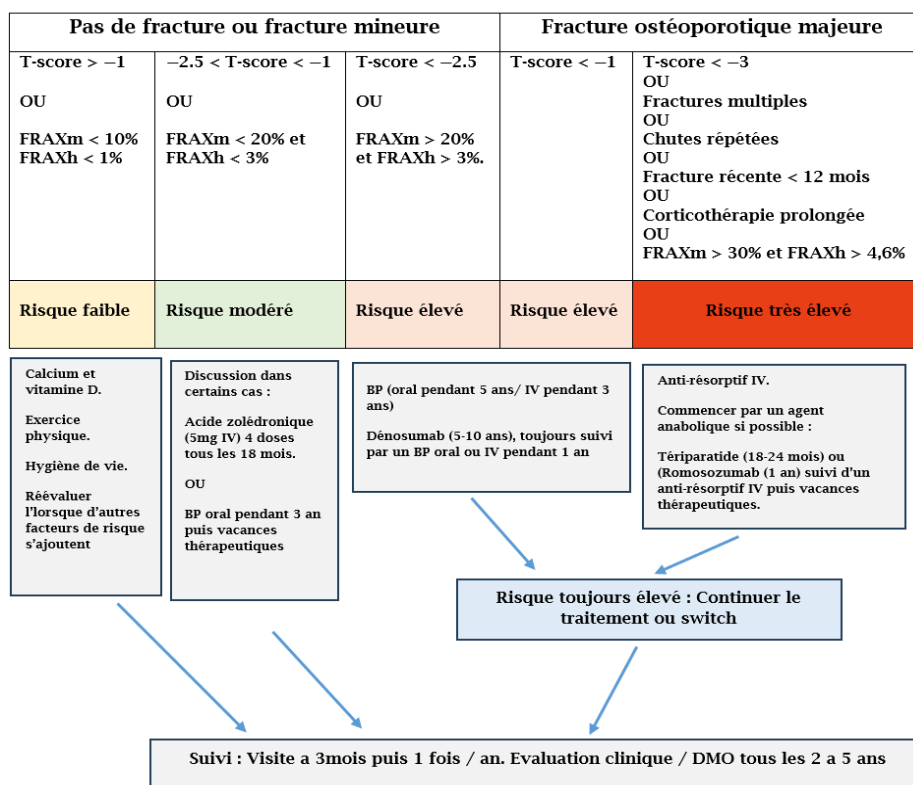 Pas de fracture ou fracture mineure
Fracture ostéoporotique majeure
T-score > −1
OU
FRAXm < 10%
FRAXh < 1%
−2.5 < T-score < −1
OU
FRAXm < 20% et
FRAXh < 3%
T-score < −2.5
OU
FRAXm > 20%
et FRAXh > 3%.
T-score < −1
T-score < −3
OU
Fractures multiples
OU
Chutes répétées
OU
Fracture récente < 12 mois
OU
Corticothérapie prolongée
OU
FRAXm > 30% et FRAXh > 4,6%
Risque faible
Risque modéré
Risque élevé
Risque élevé
Risque très élevé
Calcium et
vitamine D.
Exercice
physique.
Hygiène de vie.
Réévaluer
l'lorsque d'autres
facteurs de risque
s'ajoutent
Discussion dans
certains cas :
Acide zolédronique
(5mg IV) 4 doses
tous les 18 mois.
OU
BP oral pendant 3 an
puis vacances
thérapeutiques
BP (oral pendant 5 ans/ IV pendant 3
ans)
Dénosumab (5-10 ans), toujours suivi
par un BP oral ou IV pendant 1 an
Anti-résorptif IV.
Commencer par un agent
anabolique si possible :
Tériparatide (18-24 mois) ou
(Romosozumab (1 an) suivi d'un
anti-résorptif IV puis vacances
thérapeutiques.
Risque toujours élevé : Continuer le
traitement ou switch
Suivi : Visite a 3mois puis 1 fois / an. Evaluation clinique / DMO tous les 2 a 5 ans